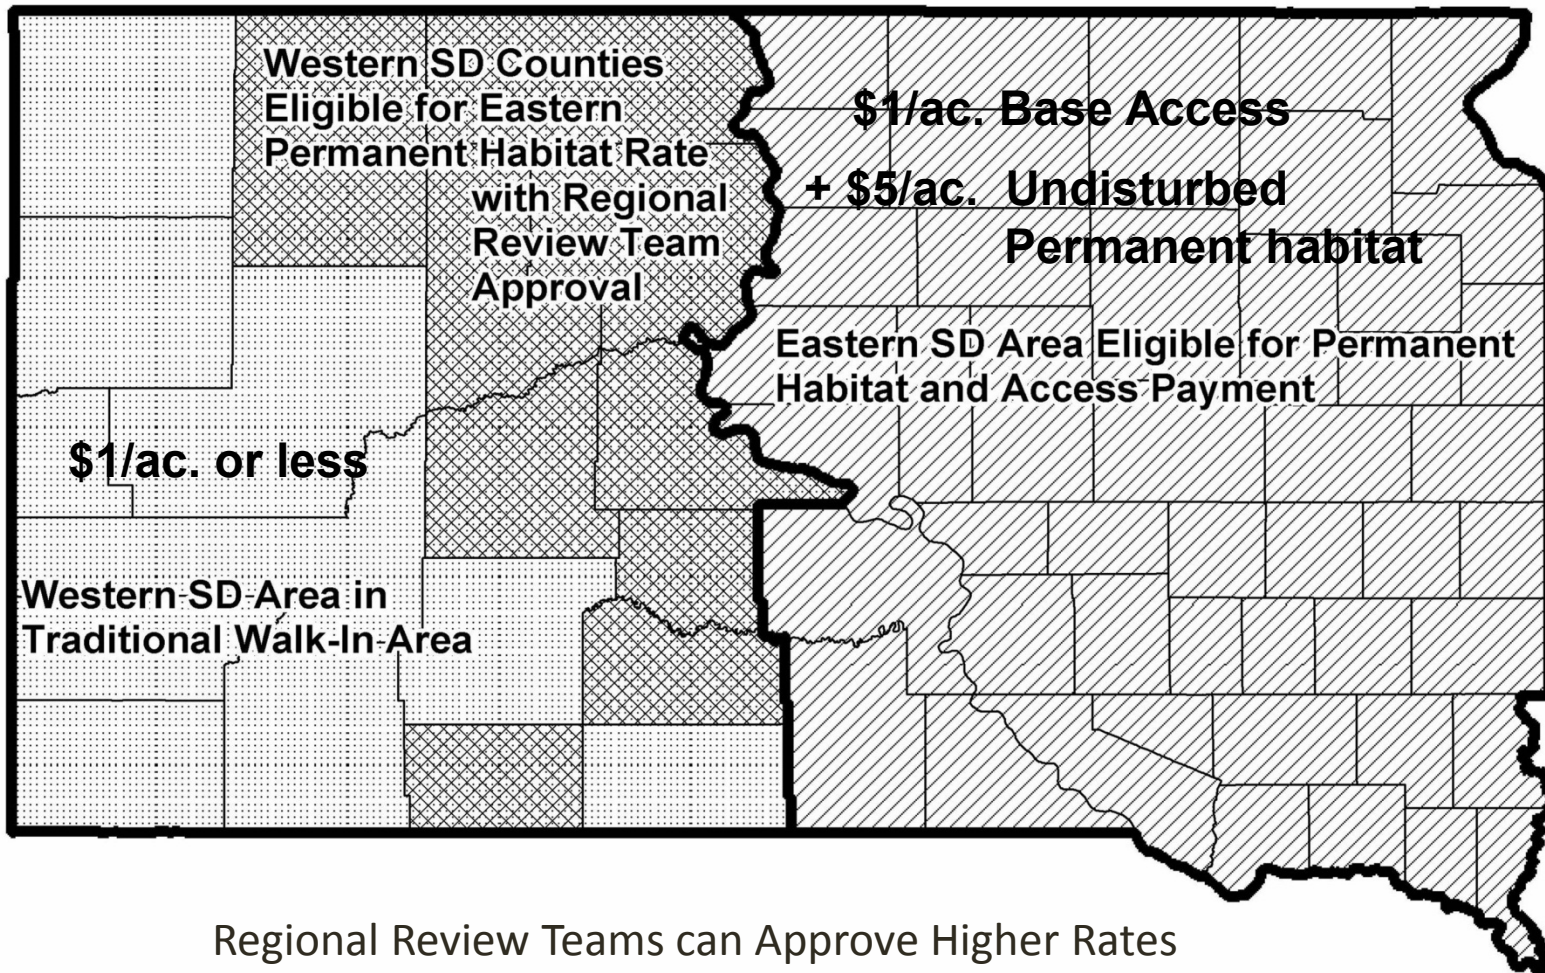 Western SD Counties
Eligible for Eastern
Permanent Habitat Rate
with Regional
Review Team
Approval
$1/ac. Base Access
+ $5/ac. Undisturbed
Permanent habitat
Eastern SD Area Eligible for Permanent
Habitat and Access Payment
$1/ac. or less
Western SD Area in
Traditional Walk-In Area
Regional Review Teams can Approve Higher Rates